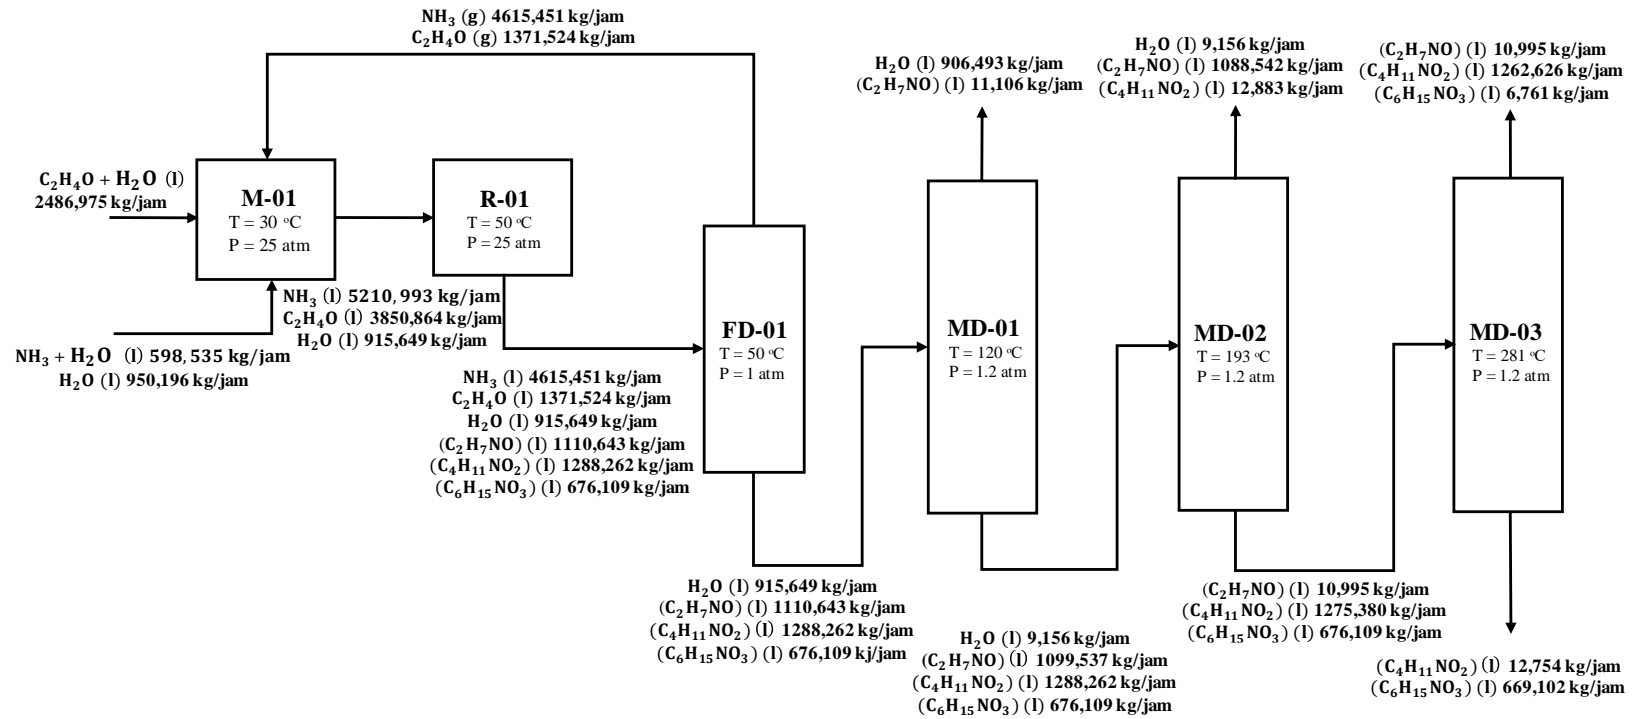 NH₃ (g) 4615,451 kg/jam
C₂H₄O (g) 1371,524 kg/jam
H₂O (l) 906,493 kg/jam
(C₂H₇NO) (l) 11,106 kg/jam
H₂O (l) 9,156 kg/jam
(C₂H₇NO) (l) 1088,542 kg/jam
(C₄H₁₁NO₂) (l) 12,883 kg/jam
(C₂H₇NO) (l) 10,995 kg/jam
(C₄H₁₁NO₂) (l) 1262,626 kg/jam
(C₆H₁₅NO₃) (l) 6,761 kg/jam
C₂H₄O + H₂O (l)
2486,975 kg/jam
M-01
T = 30 °C
P = 25 atm
R-01
T = 50 °C
P = 25 atm
NH₃ + H₂O (l) 598,535 kg/jam
H₂O (l) 950,196 kg/jam
NH₃ (l) 5210,993 kg/jam
C₂H₄O (l) 3850,864 kg/jam
H₂O (l) 915,649 kg/jam
FD-01
T = 50 °C
P = 1 atm
MD-01
T = 120 °C
P = 1.2 atm
MD-02
T = 193 °C
P = 1.2 atm
MD-03
T = 281 °C
P = 1.2 atm
NH₃ (l) 4615,451 kg/jam
C₂H₄O (l) 1371,524 kg/jam
H₂O (l) 915,649 kg/jam
(C₂H₇NO) (l) 1110,643 kg/jam
(C₄H₁₁NO₂) (l) 1288,262 kg/jam
(C₆H₁₅NO₃) (l) 676,109 kg/jam
H₂O (l) 915,649 kg/jam
(C₂H₇NO) (l) 1110,643 kg/jam
(C₄H₁₁NO₂) (l) 1288,262 kg/jam
(C₆H₁₅NO₃) (l) 676,109 kj/jam
H₂O (l) 9,156 kg/jam
(C₂H₇NO) (l) 1099,537 kg/jam
(C₄H₁₁NO₂) (l) 1288,262 kg/jam
(C₆H₁₅NO₃) (l) 676,109 kg/jam
(C₂H₇NO) (l) 10,995 kg/jam
(C₄H₁₁NO₂) (l) 1275,380 kg/jam
(C₆H₁₅NO₃) (l) 676,109 kg/jam
(C₄H₁₁NO₂) (l) 12,754 kg/jam
(C₆H₁₅NO₃) (l) 669,102 kg/jam